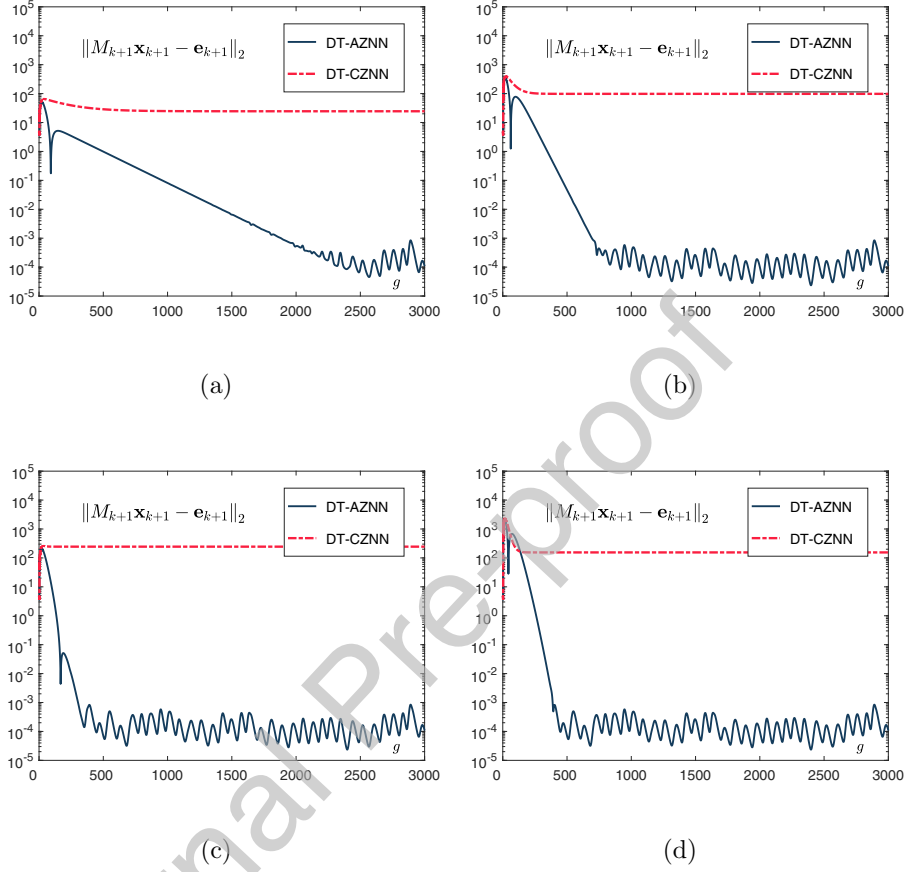 10^5
10^4
10^3
10^2
10^1
10^0
10^-1
10^-2
10^-3
10^-4
10^-5
‖M_{k+1}x_{k+1} − e_{k+1}‖_2
DT-AZNN
DT-CZNN
g
0 500 1000 1500 2000 2500 3000
(a)
10^5
10^4
10^3
10^2
10^1
10^0
10^-1
10^-2
10^-3
10^-4
10^-5
‖M_{k+1}x_{k+1} − e_{k+1}‖_2
DT-AZNN
DT-CZNN
g
0 500 1000 1500 2000 2500 3000
(b)
10^5
10^4
10^3
10^2
10^1
10^0
10^-1
10^-2
10^-3
10^-4
10^-5
‖M_{k+1}x_{k+1} − e_{k+1}‖_2
DT-AZNN
DT-CZNN
g
0 500 1000 1500 2000 2500 3000
(c)
10^5
10^4
10^3
10^2
10^1
10^0
10^-1
10^-2
10^-3
10^-4
10^-5
‖M_{k+1}x_{k+1} − e_{k+1}‖_2
DT-AZNN
DT-CZNN
g
0 500 1000 1500 2000 2500 3000
(d)
nal Pre-proof